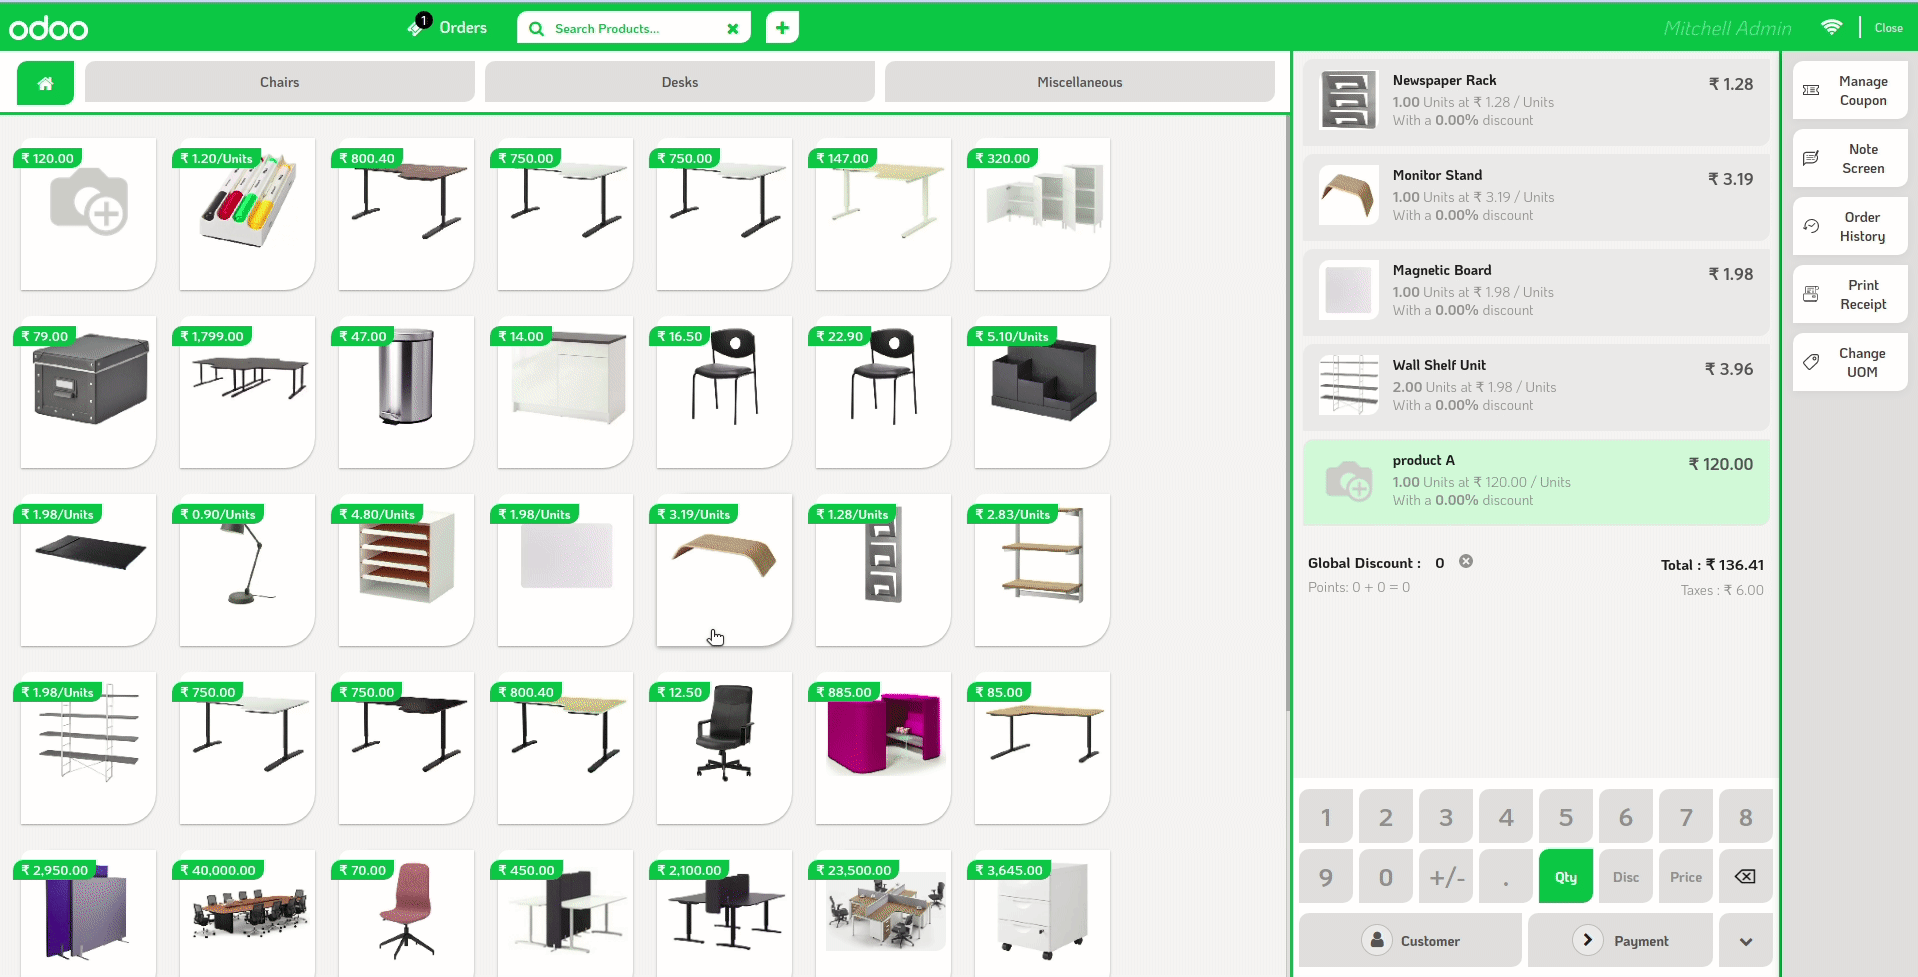 odoo
1
Orders
Search Products...
Mitchell Admin
Close
Chairs
Desks
Miscellaneous
₹ 120.00
₹ 1.20/Units
₹ 800.40
₹ 750.00
₹ 750.00
₹ 147.00
₹ 320.00
₹ 79.00
₹ 1,799.00
₹ 47.00
₹ 14.00
₹ 16.50
₹ 22.90
₹ 5.10/Units
₹ 1.98/Units
₹ 0.90/Units
₹ 4.80/Units
₹ 1.98/Units
₹ 3.19/Units
₹ 1.28/Units
₹ 2.83/Units
₹ 1.98/Units
₹ 750.00
₹ 750.00
₹ 800.40
₹ 12.50
₹ 885.00
₹ 85.00
₹ 2,950.00
₹ 40,000.00
₹ 70.00
₹ 450.00
₹ 2,100.00
₹ 23,500.00
₹ 3,645.00
Newspaper Rack
₹ 1.28
1.00 Units at ₹ 1.28 / Units
With a 0.00% discount
Monitor Stand
₹ 3.19
1.00 Units at ₹ 3.19 / Units
With a 0.00% discount
Magnetic Board
₹ 1.98
1.00 Units at ₹ 1.98 / Units
With a 0.00% discount
Wall Shelf Unit
₹ 3.96
2.00 Units at ₹ 1.98 / Units
With a 0.00% discount
product A
₹ 120.00
1.00 Units at ₹ 120.00 / Units
With a 0.00% discount
Global Discount : 0
Total : ₹ 136.41
Points: 0 + 0 = 0
Taxes : ₹ 6.00
1 2 3 4 5 6 7 8
9 0 +/- . Qty Disc Price
Customer
Payment
Manage
Coupon
Note
Screen
Order
History
Print
Receipt
Change
UOM